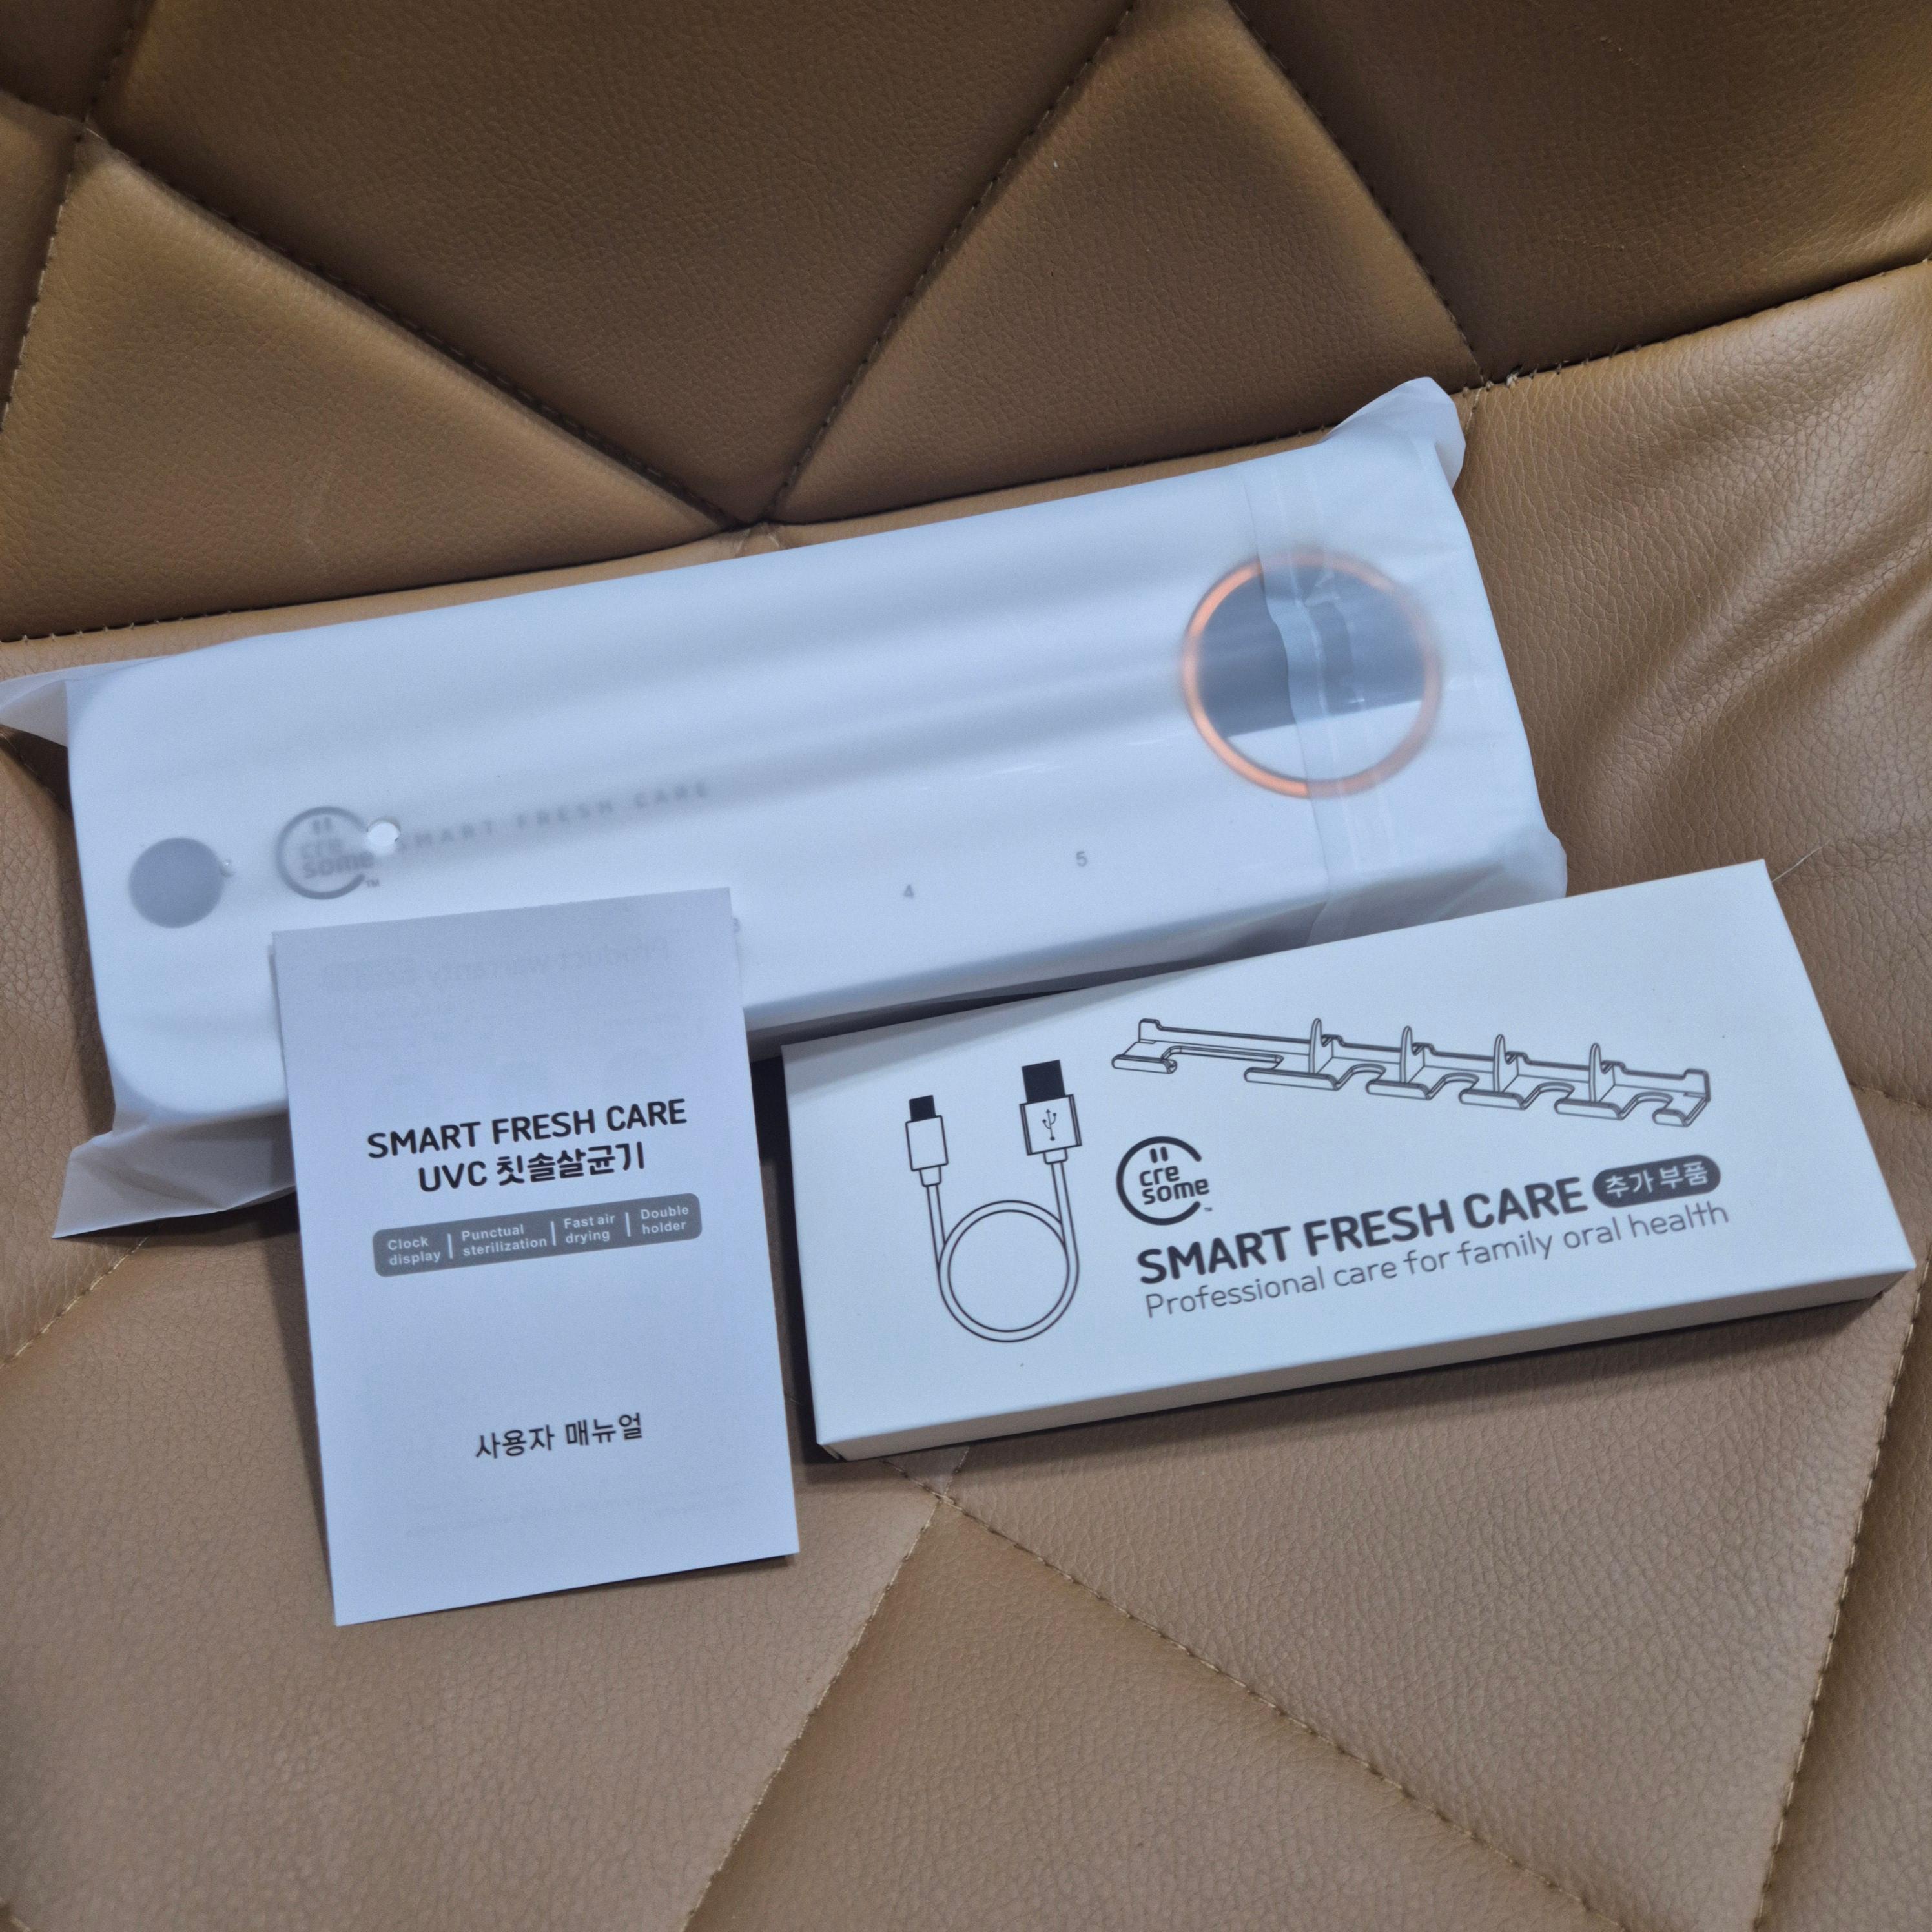 cre
some
TM
SMART FRESH CARE
4
5
SMART FRESH CARE
UVC 칫솔살균기
Clock display | Punctual sterilization | Fast air drying | Double holder
사용자 매뉴얼
cre
some
TM
SMART FRESH CARE 추가 부품
Professional care for family oral health